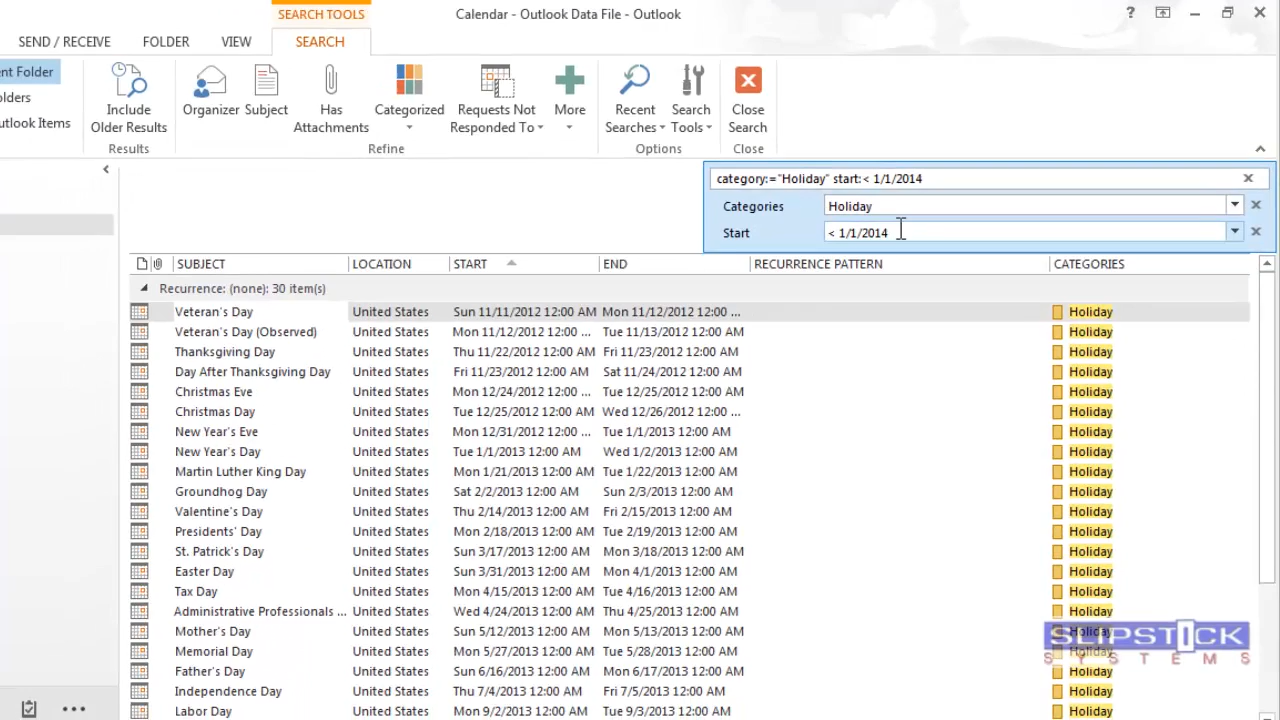 SEARCH TOOLS
Calendar - Outlook Data File - Outlook
?
SEND / RECEIVE FOLDER VIEW SEARCH
ent Folder
olders
utlook Items
Include Older Results
Organizer
Subject
Has Attachments
Categorized
Requests Not Responded To
More
Recent Searches
Search Tools
Close Search
Results
Refine
Options
Close
category:="Holiday" start:< 1/1/2014
Categories Holiday
Start < 1/1/2014
SUBJECT LOCATION START END RECURRENCE PATTERN CATEGORIES
Recurrence: (none): 30 item(s)
Veteran's Day United States Sun 11/11/2012 12:00 AM Mon 11/12/2012 12:00 ... Holiday
Veteran's Day (Observed) United States Mon 11/12/2012 12:00 ... Tue 11/13/2012 12:00 AM Holiday
Thanksgiving Day United States Thu 11/22/2012 12:00 AM Fri 11/23/2012 12:00 AM Holiday
Day After Thanksgiving Day United States Fri 11/23/2012 12:00 AM Sat 11/24/2012 12:00 AM Holiday
Christmas Eve United States Mon 12/24/2012 12:00 ... Tue 12/25/2012 12:00 AM Holiday
Christmas Day United States Tue 12/25/2012 12:00 AM Wed 12/26/2012 12:00 ... Holiday
New Year's Eve United States Mon 12/31/2012 12:00 ... Tue 1/1/2013 12:00 AM Holiday
New Year's Day United States Tue 1/1/2013 12:00 AM Wed 1/2/2013 12:00 AM Holiday
Martin Luther King Day United States Mon 1/21/2013 12:00 AM Tue 1/22/2013 12:00 AM Holiday
Groundhog Day United States Sat 2/2/2013 12:00 AM Sun 2/3/2013 12:00 AM Holiday
Valentine's Day United States Thu 2/14/2013 12:00 AM Fri 2/15/2013 12:00 AM Holiday
Presidents' Day United States Mon 2/18/2013 12:00 AM Tue 2/19/2013 12:00 AM Holiday
St. Patrick's Day United States Sun 3/17/2013 12:00 AM Mon 3/18/2013 12:00 AM Holiday
Easter Day United States Sun 3/31/2013 12:00 AM Mon 4/1/2013 12:00 AM Holiday
Tax Day United States Mon 4/15/2013 12:00 AM Tue 4/16/2013 12:00 AM Holiday
Administrative Professionals ... United States Wed 4/24/2013 12:00 AM Thu 4/25/2013 12:00 AM Holiday
Mother's Day United States Sun 5/12/2013 12:00 AM Mon 5/13/2013 12:00 AM Holiday
Memorial Day United States Mon 5/27/2013 12:00 AM Tue 5/28/2013 12:00 AM Holiday
Father's Day United States Sun 6/16/2013 12:00 AM Mon 6/17/2013 12:00 AM Holiday
Independence Day United States Thu 7/4/2013 12:00 AM Fri 7/5/2013 12:00 AM Holiday
Labor Day United States Mon 9/2/2013 12:00 AM Tue 9/3/2013 12:00 AM Holiday
SLIPSTICK
SYSTEMS